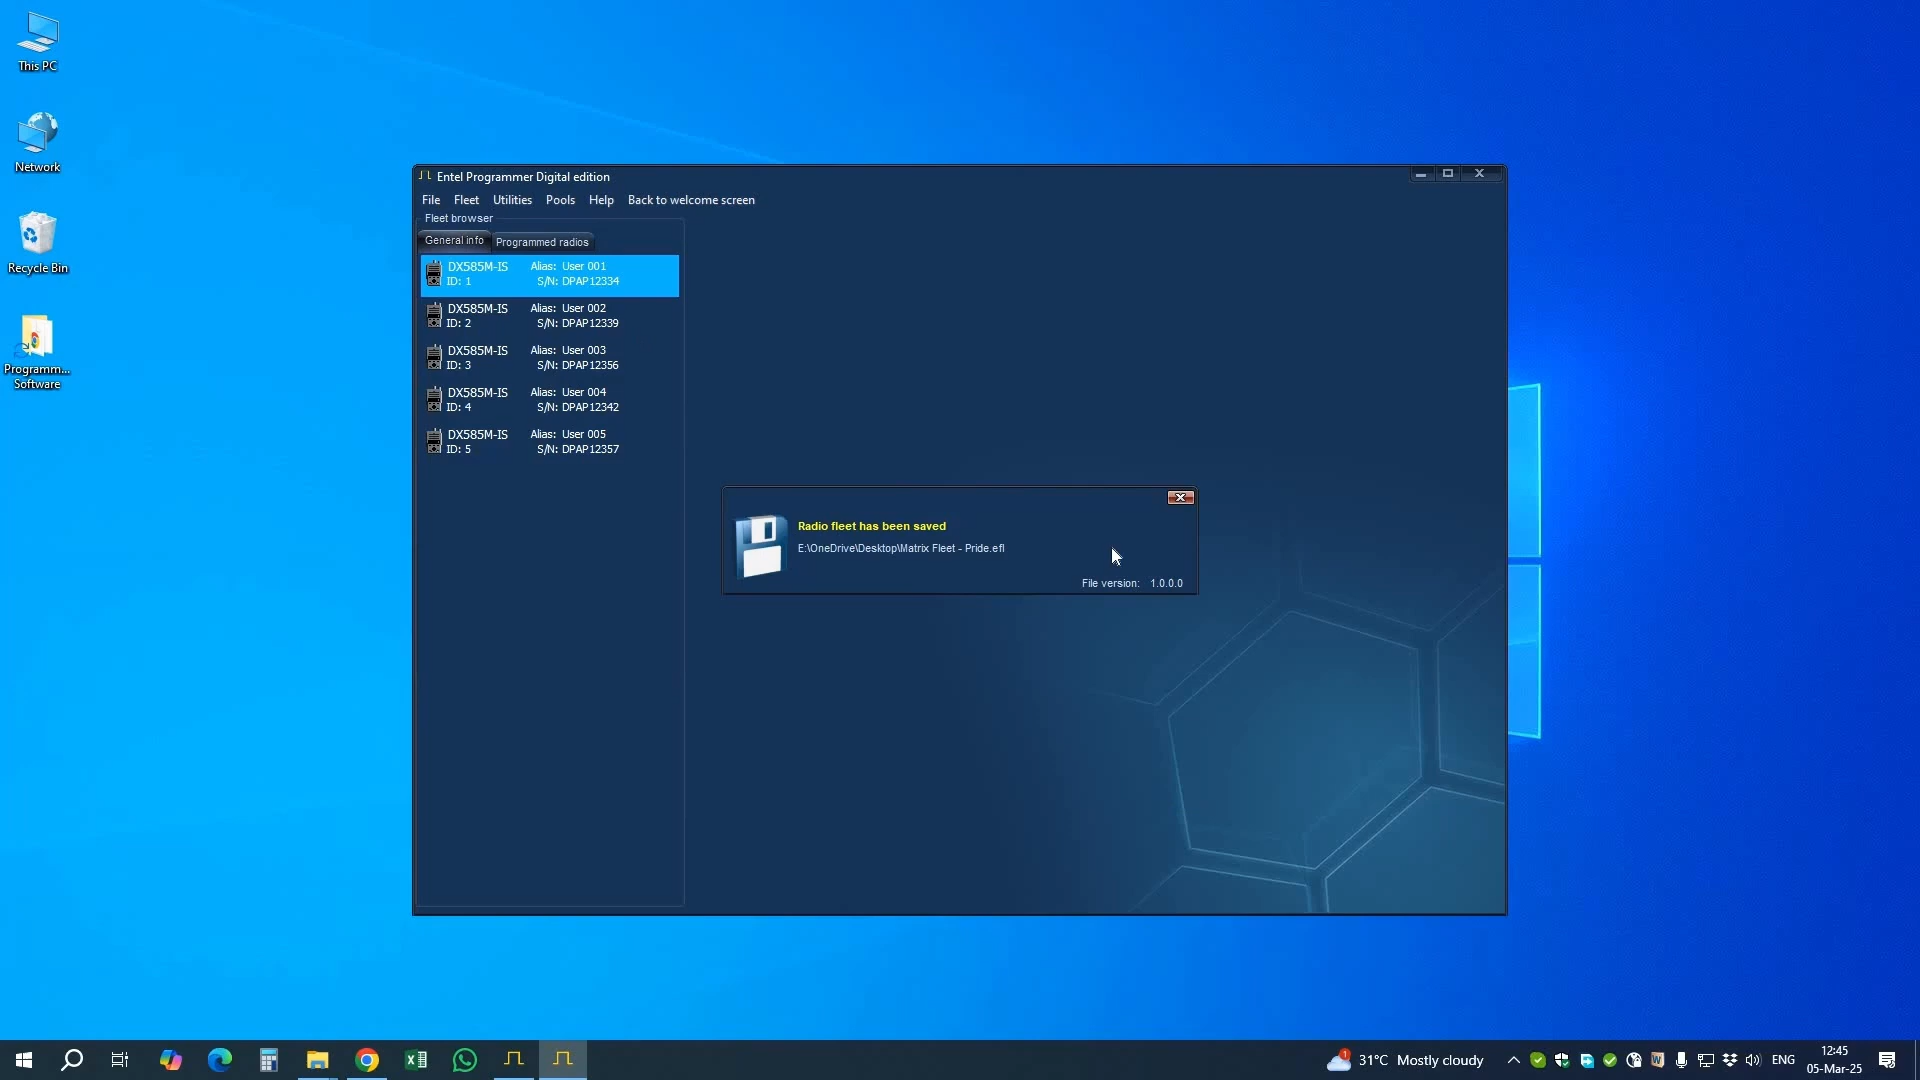 This PC
Network
Recycle Bin
Programm...
Software
Entel Programmer Digital edition
File Fleet Utilities Pools Help Back to welcome screen
Fleet browser
General info Programmed radios
DX585M-IS Alias: User 001
ID: 1 S/N: DPAP12334
DX585M-IS Alias: User 002
ID: 2 S/N: DPAP12339
DX585M-IS Alias: User 003
ID: 3 S/N: DPAP12356
DX585M-IS Alias: User 004
ID: 4 S/N: DPAP12342
DX585M-IS Alias: User 005
ID: 5 S/N: DPAP12357
Radio fleet has been saved
E:\OneDrive\Desktop\Matrix Fleet - Pride.efl
File version: 1.0.0.0
1
31°C Mostly cloudy
ENG
12:45
05-Mar-25